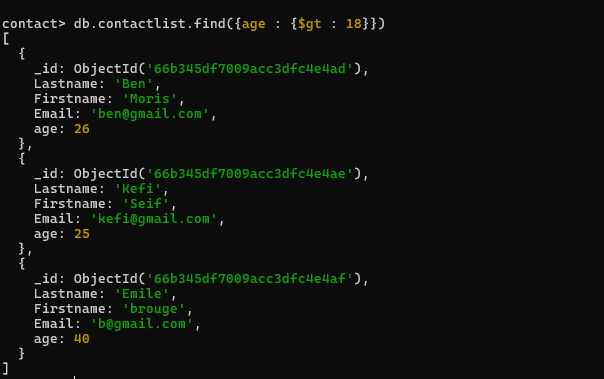 contact> db.contactlist.find({age : {$gt : 18}})
[
  {
    _id: ObjectId('66b345df7009acc3dfc4e4ad'),
    Lastname: 'Ben',
    Firstname: 'Moris',
    Email: 'ben@gmail.com',
    age: 26
  },
  {
    _id: ObjectId('66b345df7009acc3dfc4e4ae'),
    Lastname: 'Kefi',
    Firstname: 'Seif',
    Email: 'kefi@gmail.com',
    age: 25
  },
  {
    _id: ObjectId('66b345df7009acc3dfc4e4af'),
    Lastname: 'Emile',
    Firstname: 'brouge',
    Email: 'b@gmail.com',
    age: 40
  }
]